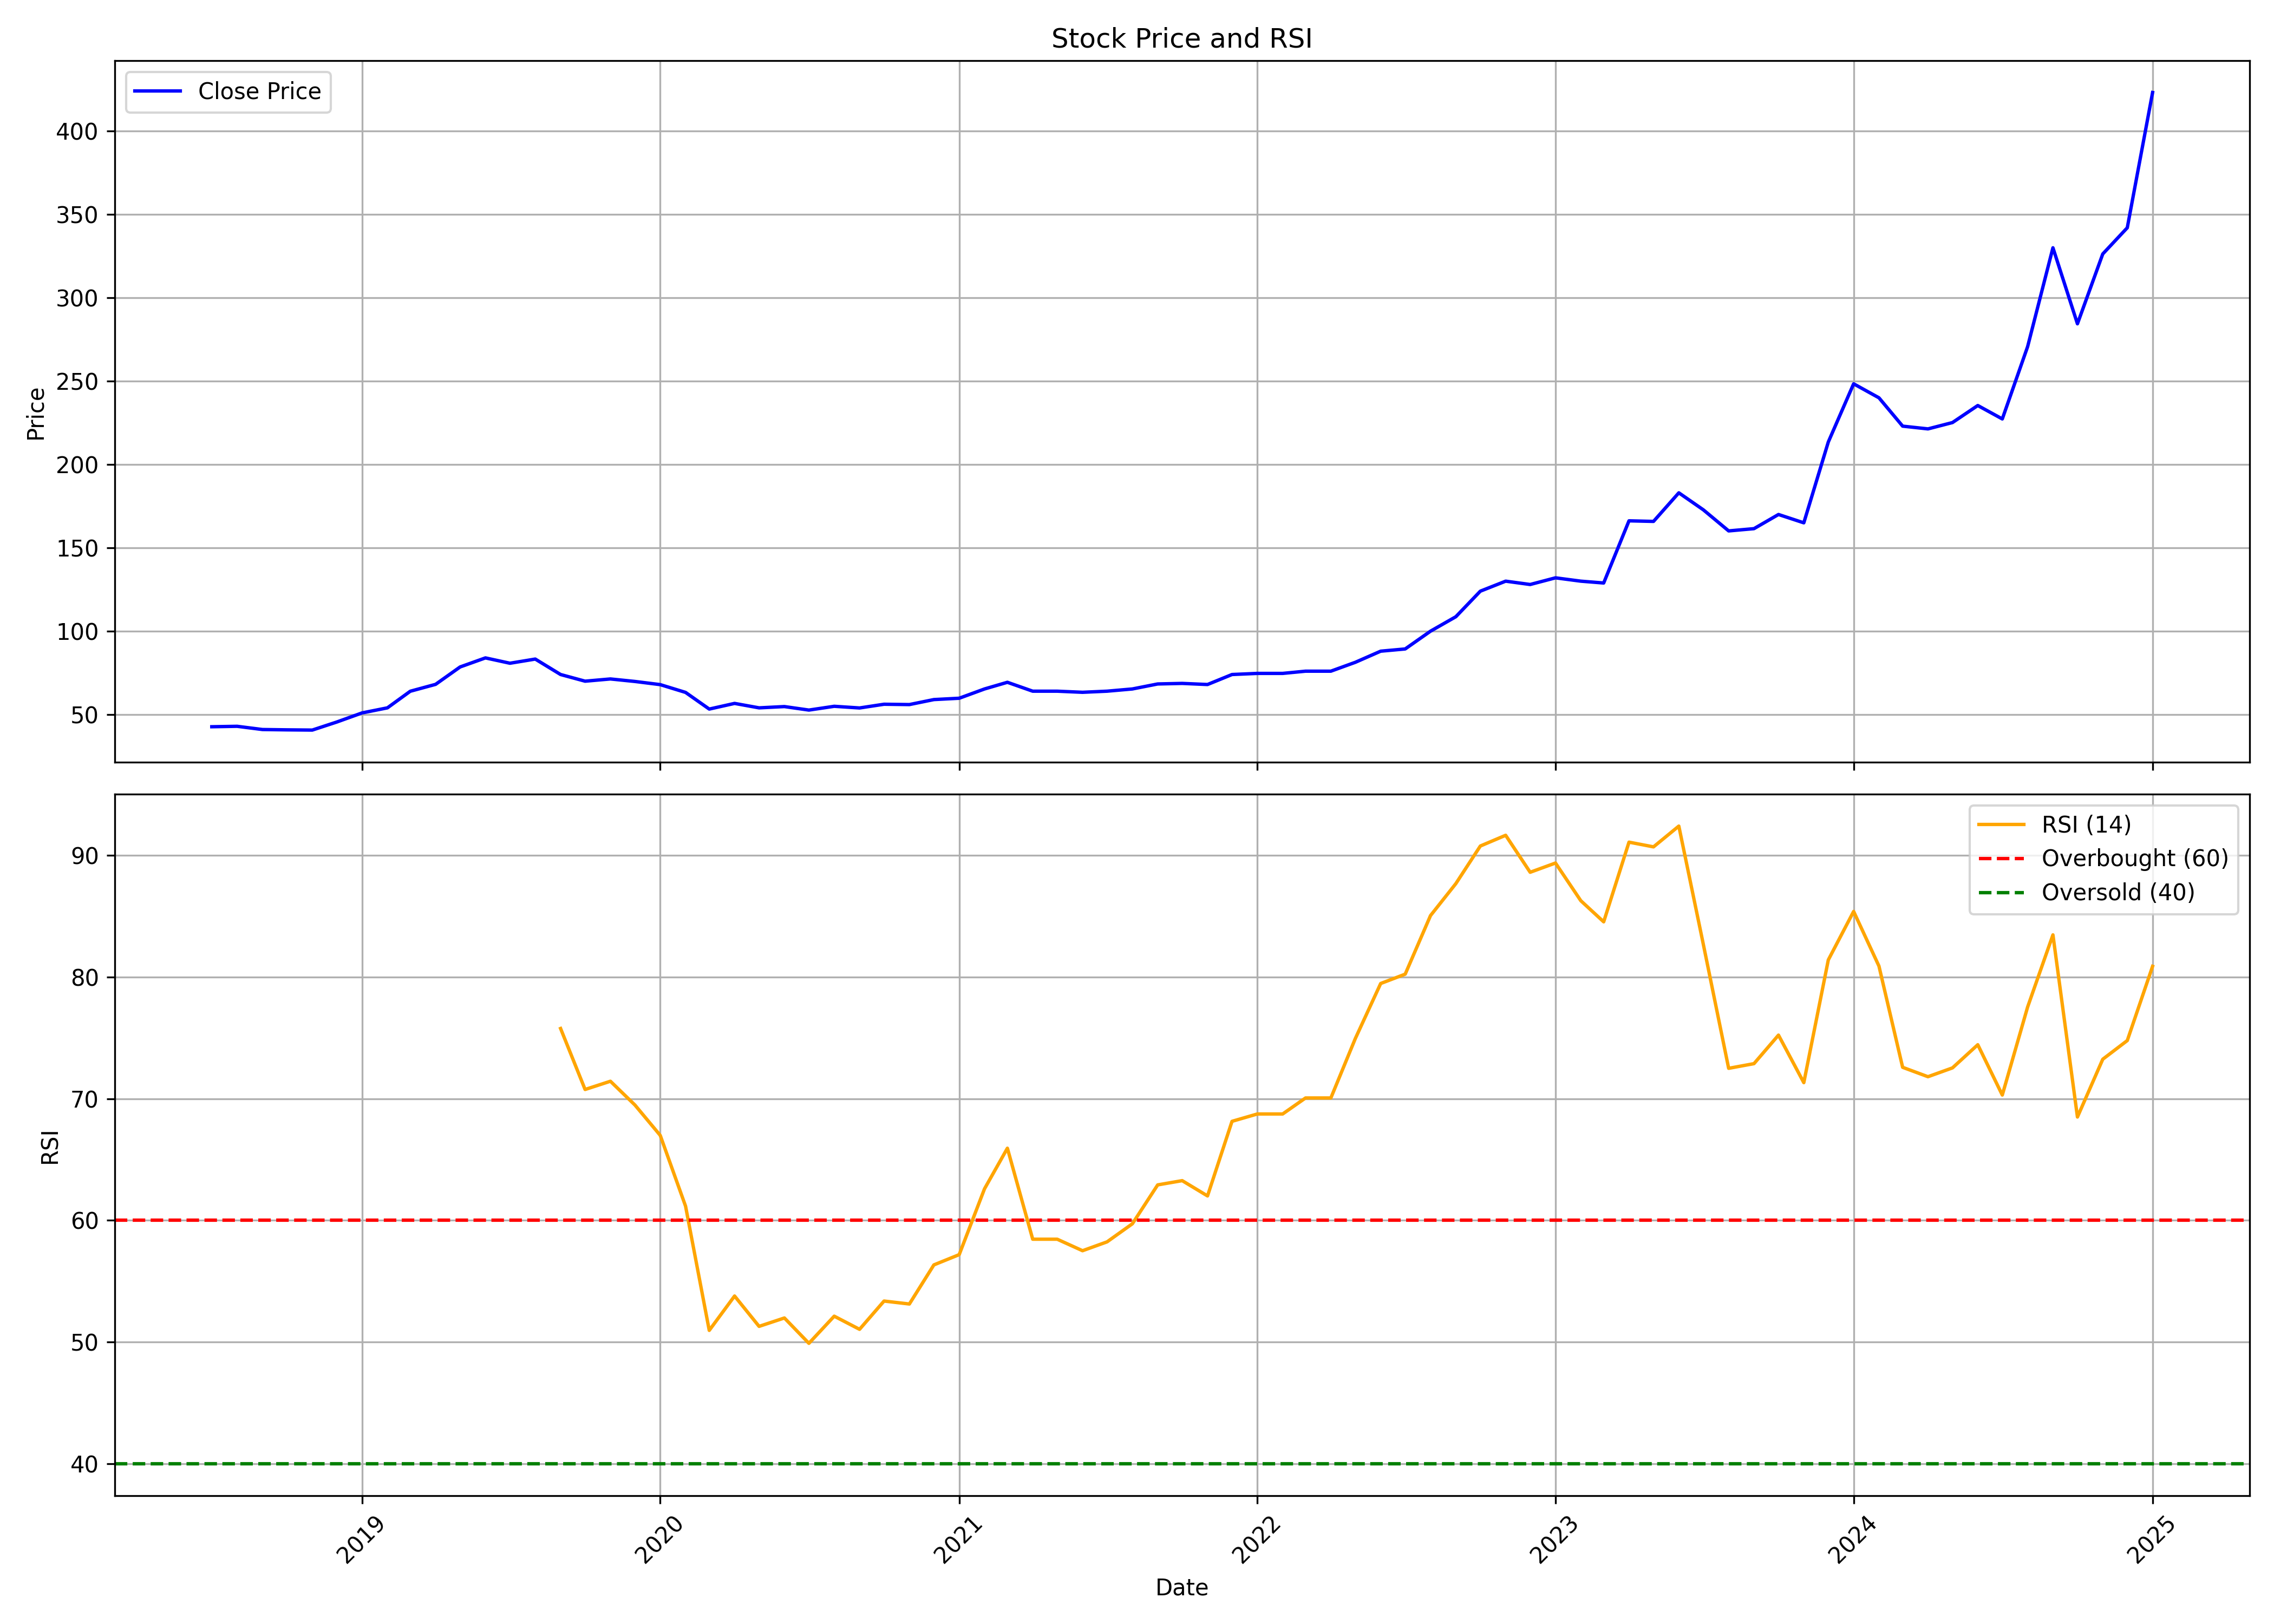 Stock Price and RSI
Close Price
400
350
300
250
200
150
100
50
Price
RSI (14)
Overbought (60)
Oversold (40)
90
80
70
60
50
40
RSI
2019
2020
2021
2022
2023
2024
2025
Date